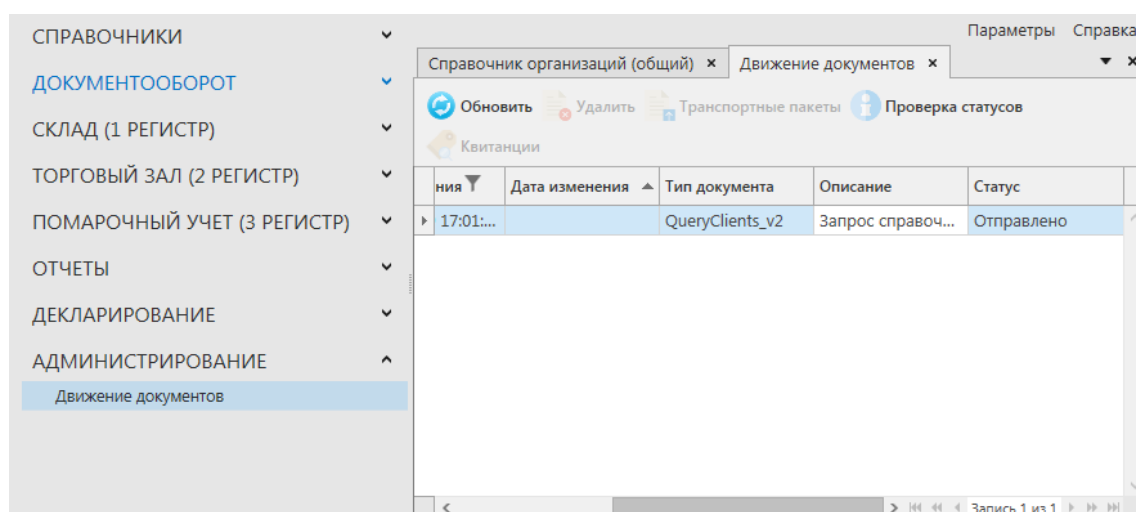 СПРАВОЧНИКИ
ДОКУМЕНТООБОРОТ
СКЛАД (1 РЕГИСТР)
ТОРГОВЫЙ ЗАЛ (2 РЕГИСТР)
ПОМАРОЧНЫЙ УЧЕТ (3 РЕГИСТР)
ОТЧЕТЫ
ДЕКЛАРИРОВАНИЕ
АДМИНИСТРИРОВАНИЕ
Движение документов
Параметры Справка
Справочник организаций (общий) Движение документов
Обновить Удалить Транспортные пакеты Проверка статусов
Квитанции
ния Дата изменения Тип документа Описание Статус
17:01:... QueryClients_v2 Запрос справоч... Отправлено
Запись 1 из 1